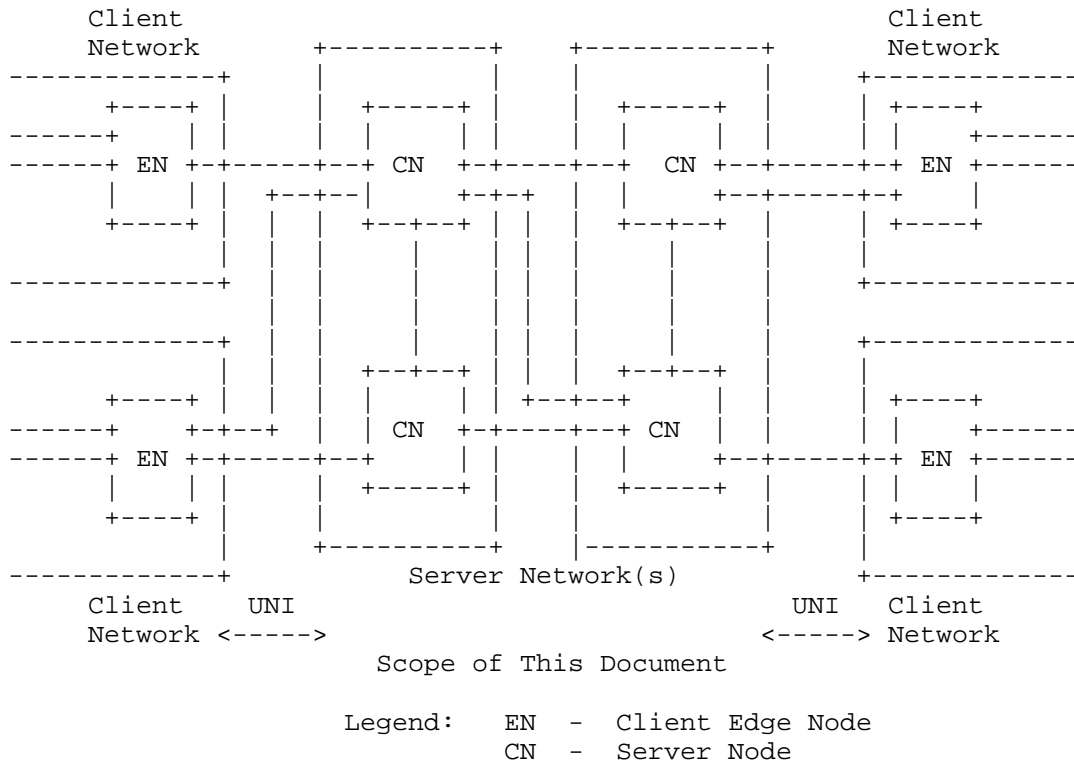 Client Client
Network Network
EN CN CN EN
CN CN
EN EN
Server Network(s)
Client UNI UNI Client
Network <-----> <-----> Network
Scope of This Document
Legend: EN - Client Edge Node
CN - Server Node